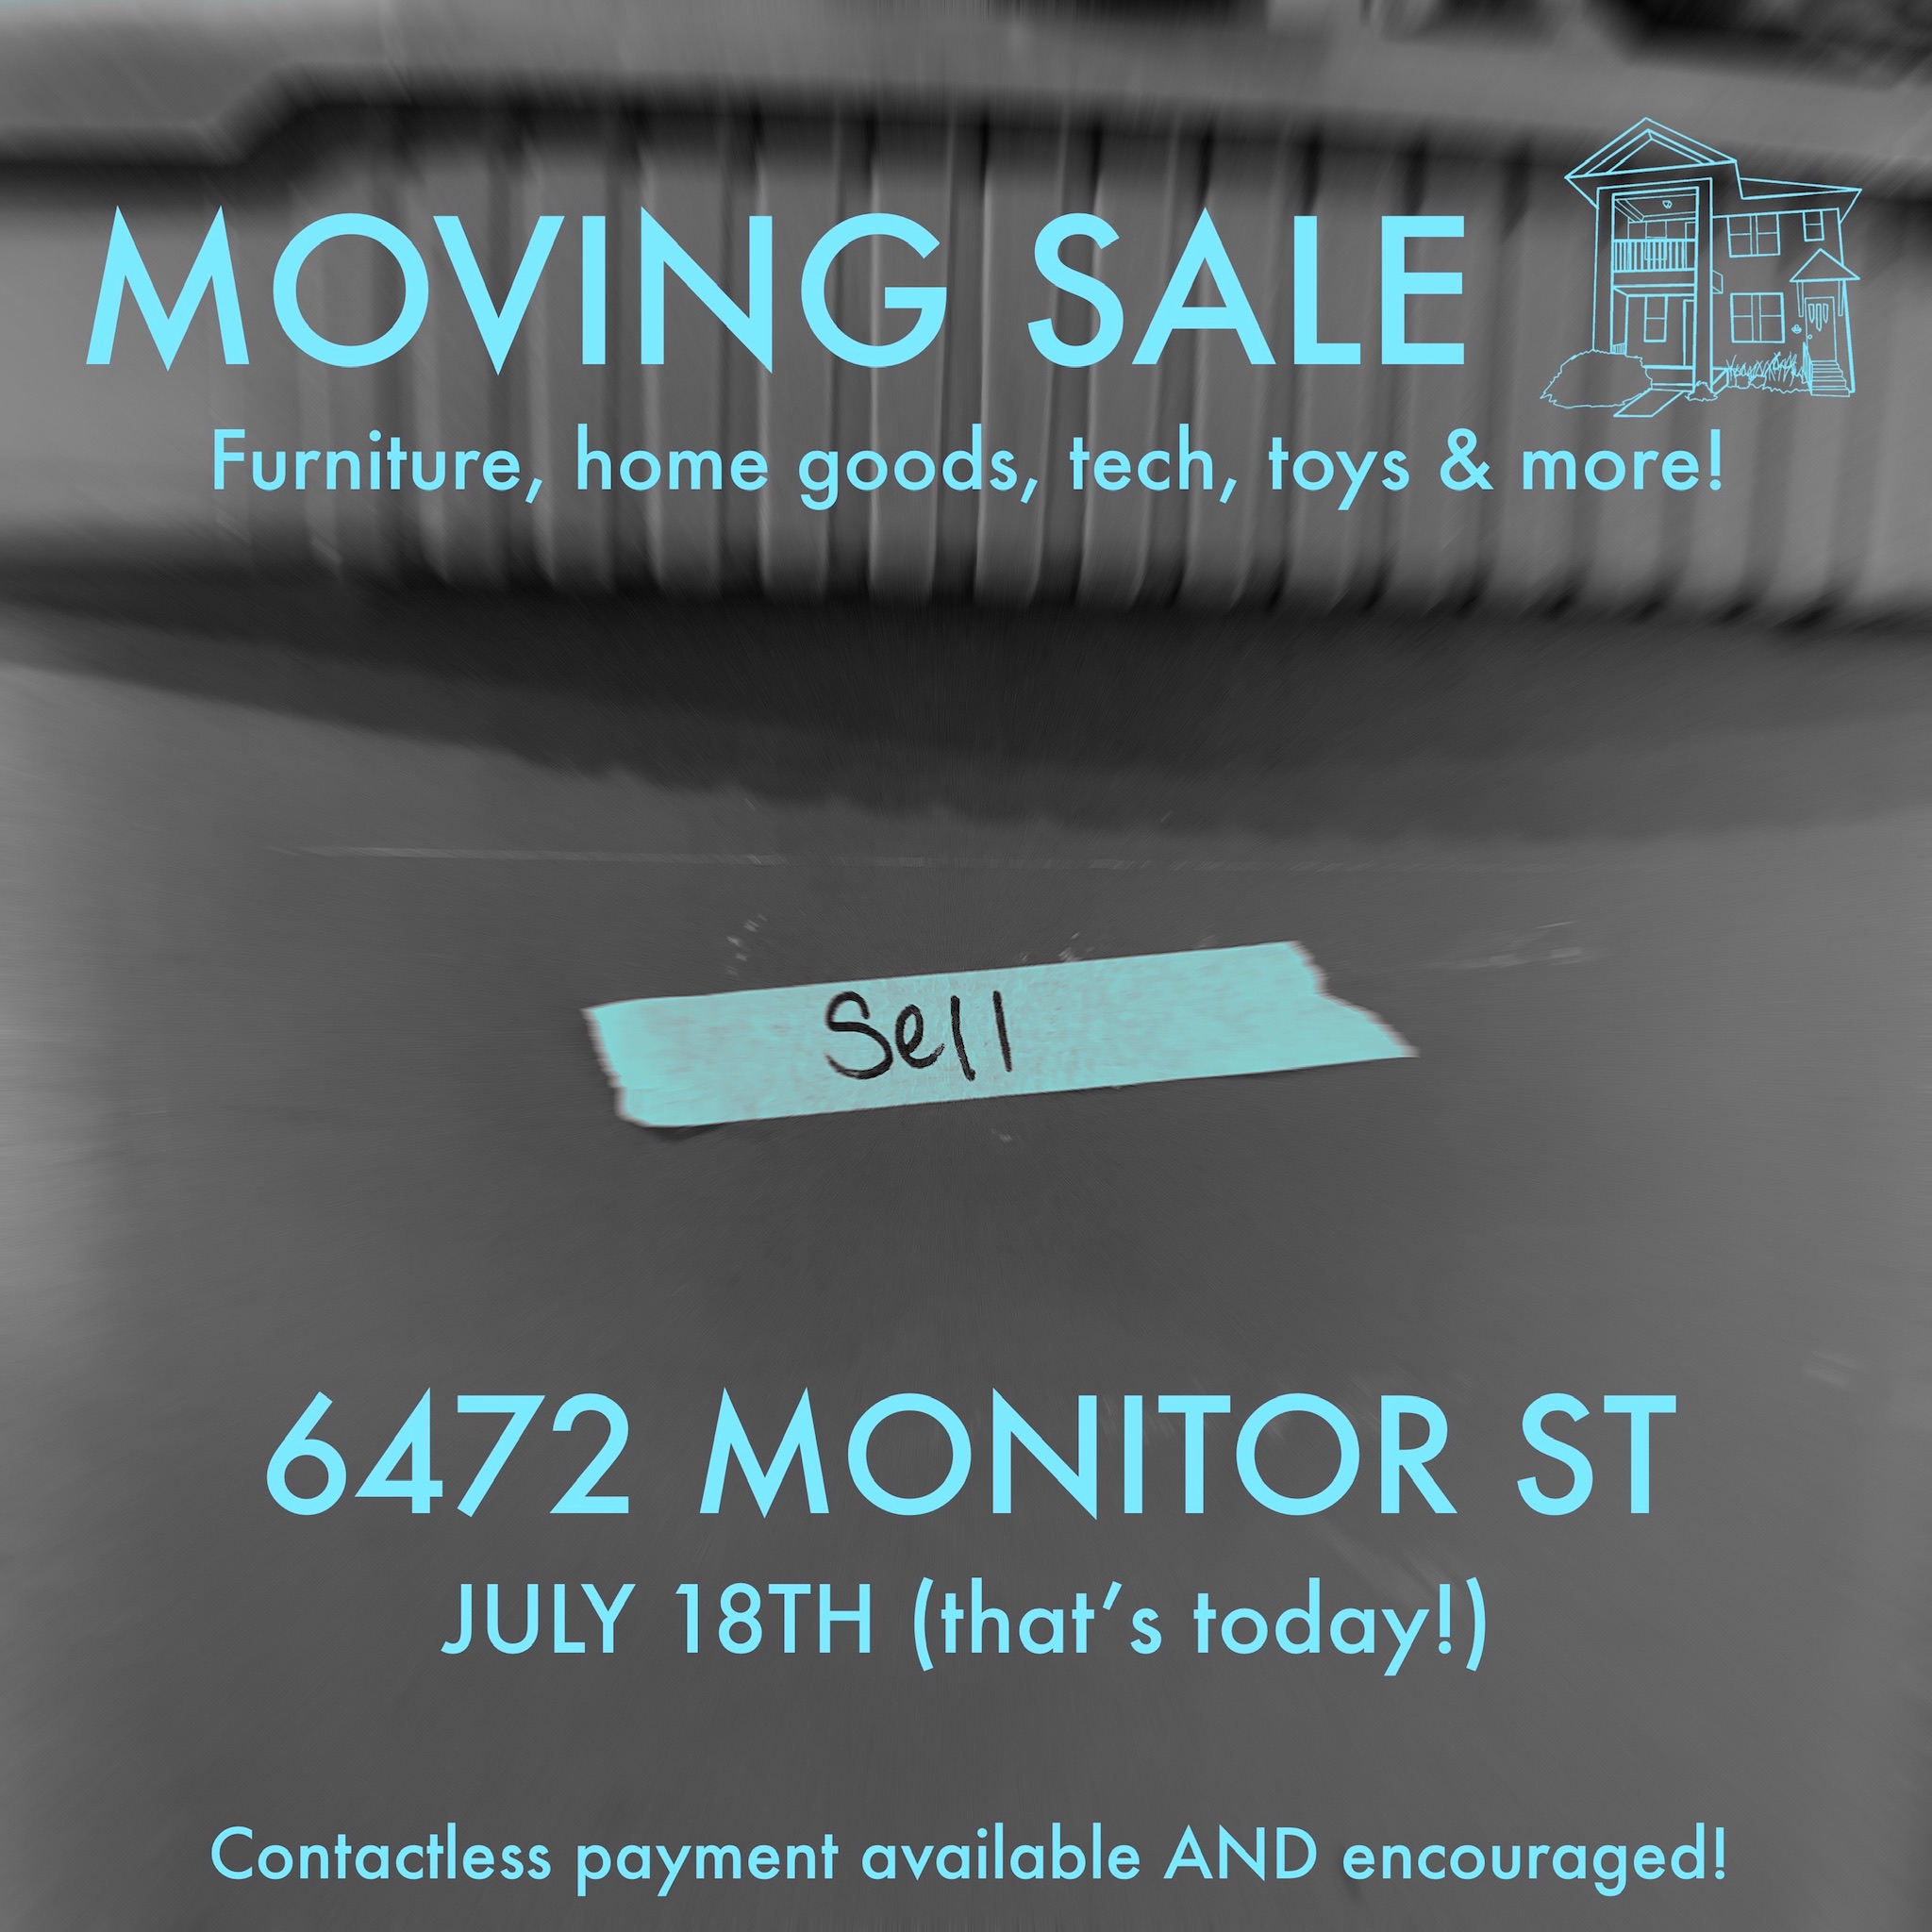 MOVING SALE
Furniture, home goods, tech, toys & more!
Sell
6472 MONITOR ST
JULY 18TH (that's today!)
Contactless payment available AND encouraged!